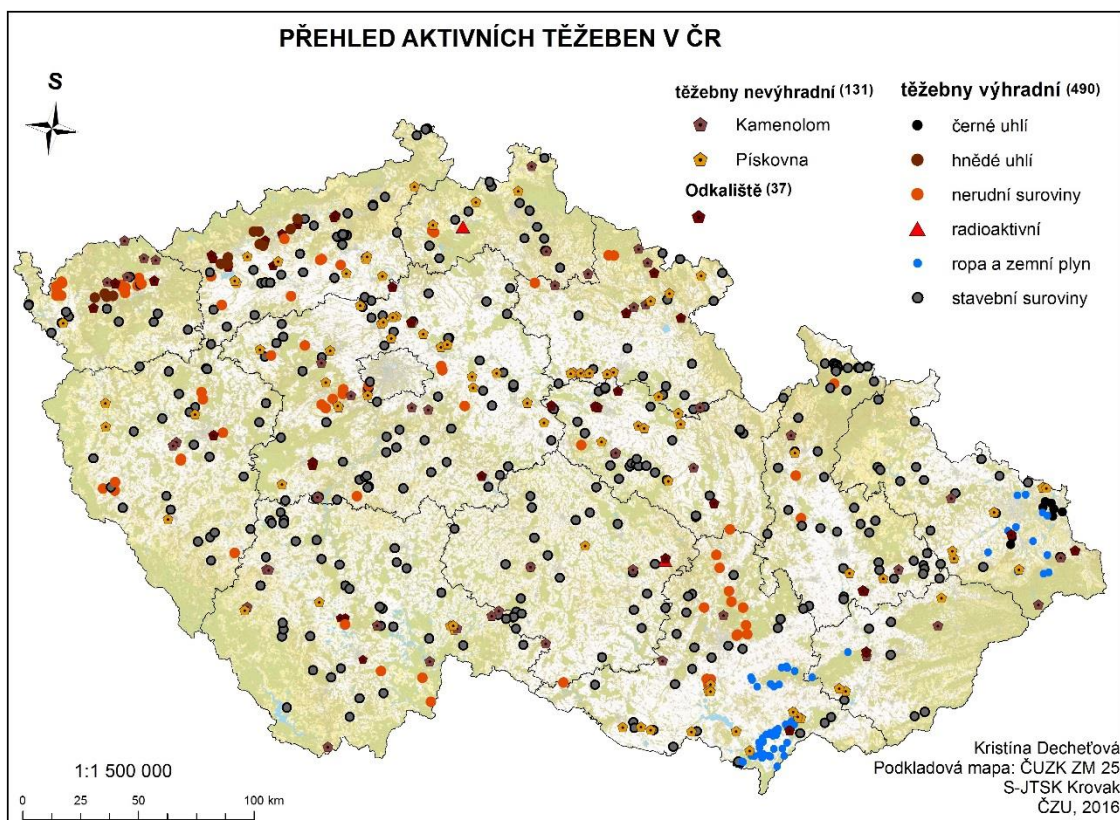 PŘEHLED AKTIVNÍCH TĚŽEBEN V ČR
S
těžebny nevýhradní (131)
Kamenolom
Pískovna
Odkaliště (37)
těžebny výhradní (490)
černé uhlí
hnědé uhlí
nerudní suroviny
radioaktivní
ropa a zemní plyn
stavební suroviny
1:1 500 000
0 25 50 100 km
Kristina Decheťová
Podkladová mapa: ČUZK ZM 25
S-JTSK Krovak
ČZU, 2016